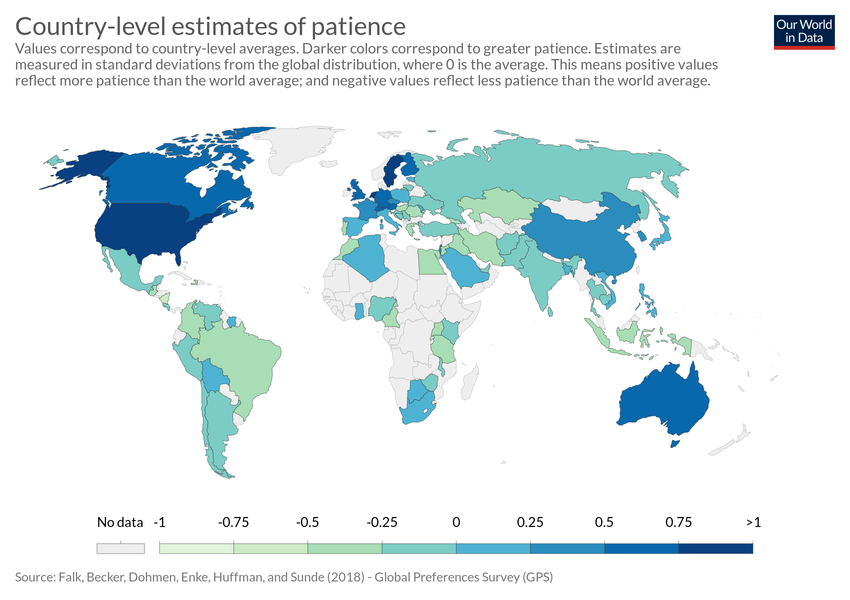 Country-level estimates of patience
Our World
in Data
Values correspond to country-level averages. Darker colors correspond to greater patience. Estimates are
measured in standard deviations from the global distribution, where 0 is the average. This means positive values
reflect more patience than the world average; and negative values reflect less patience than the world average.
No data -1 -0.75 -0.5 -0.25 0 0.25 0.5 0.75 >1
Source: Falk, Becker, Dohmen, Enke, Huffman, and Sunde (2018) - Global Preferences Survey (GPS)